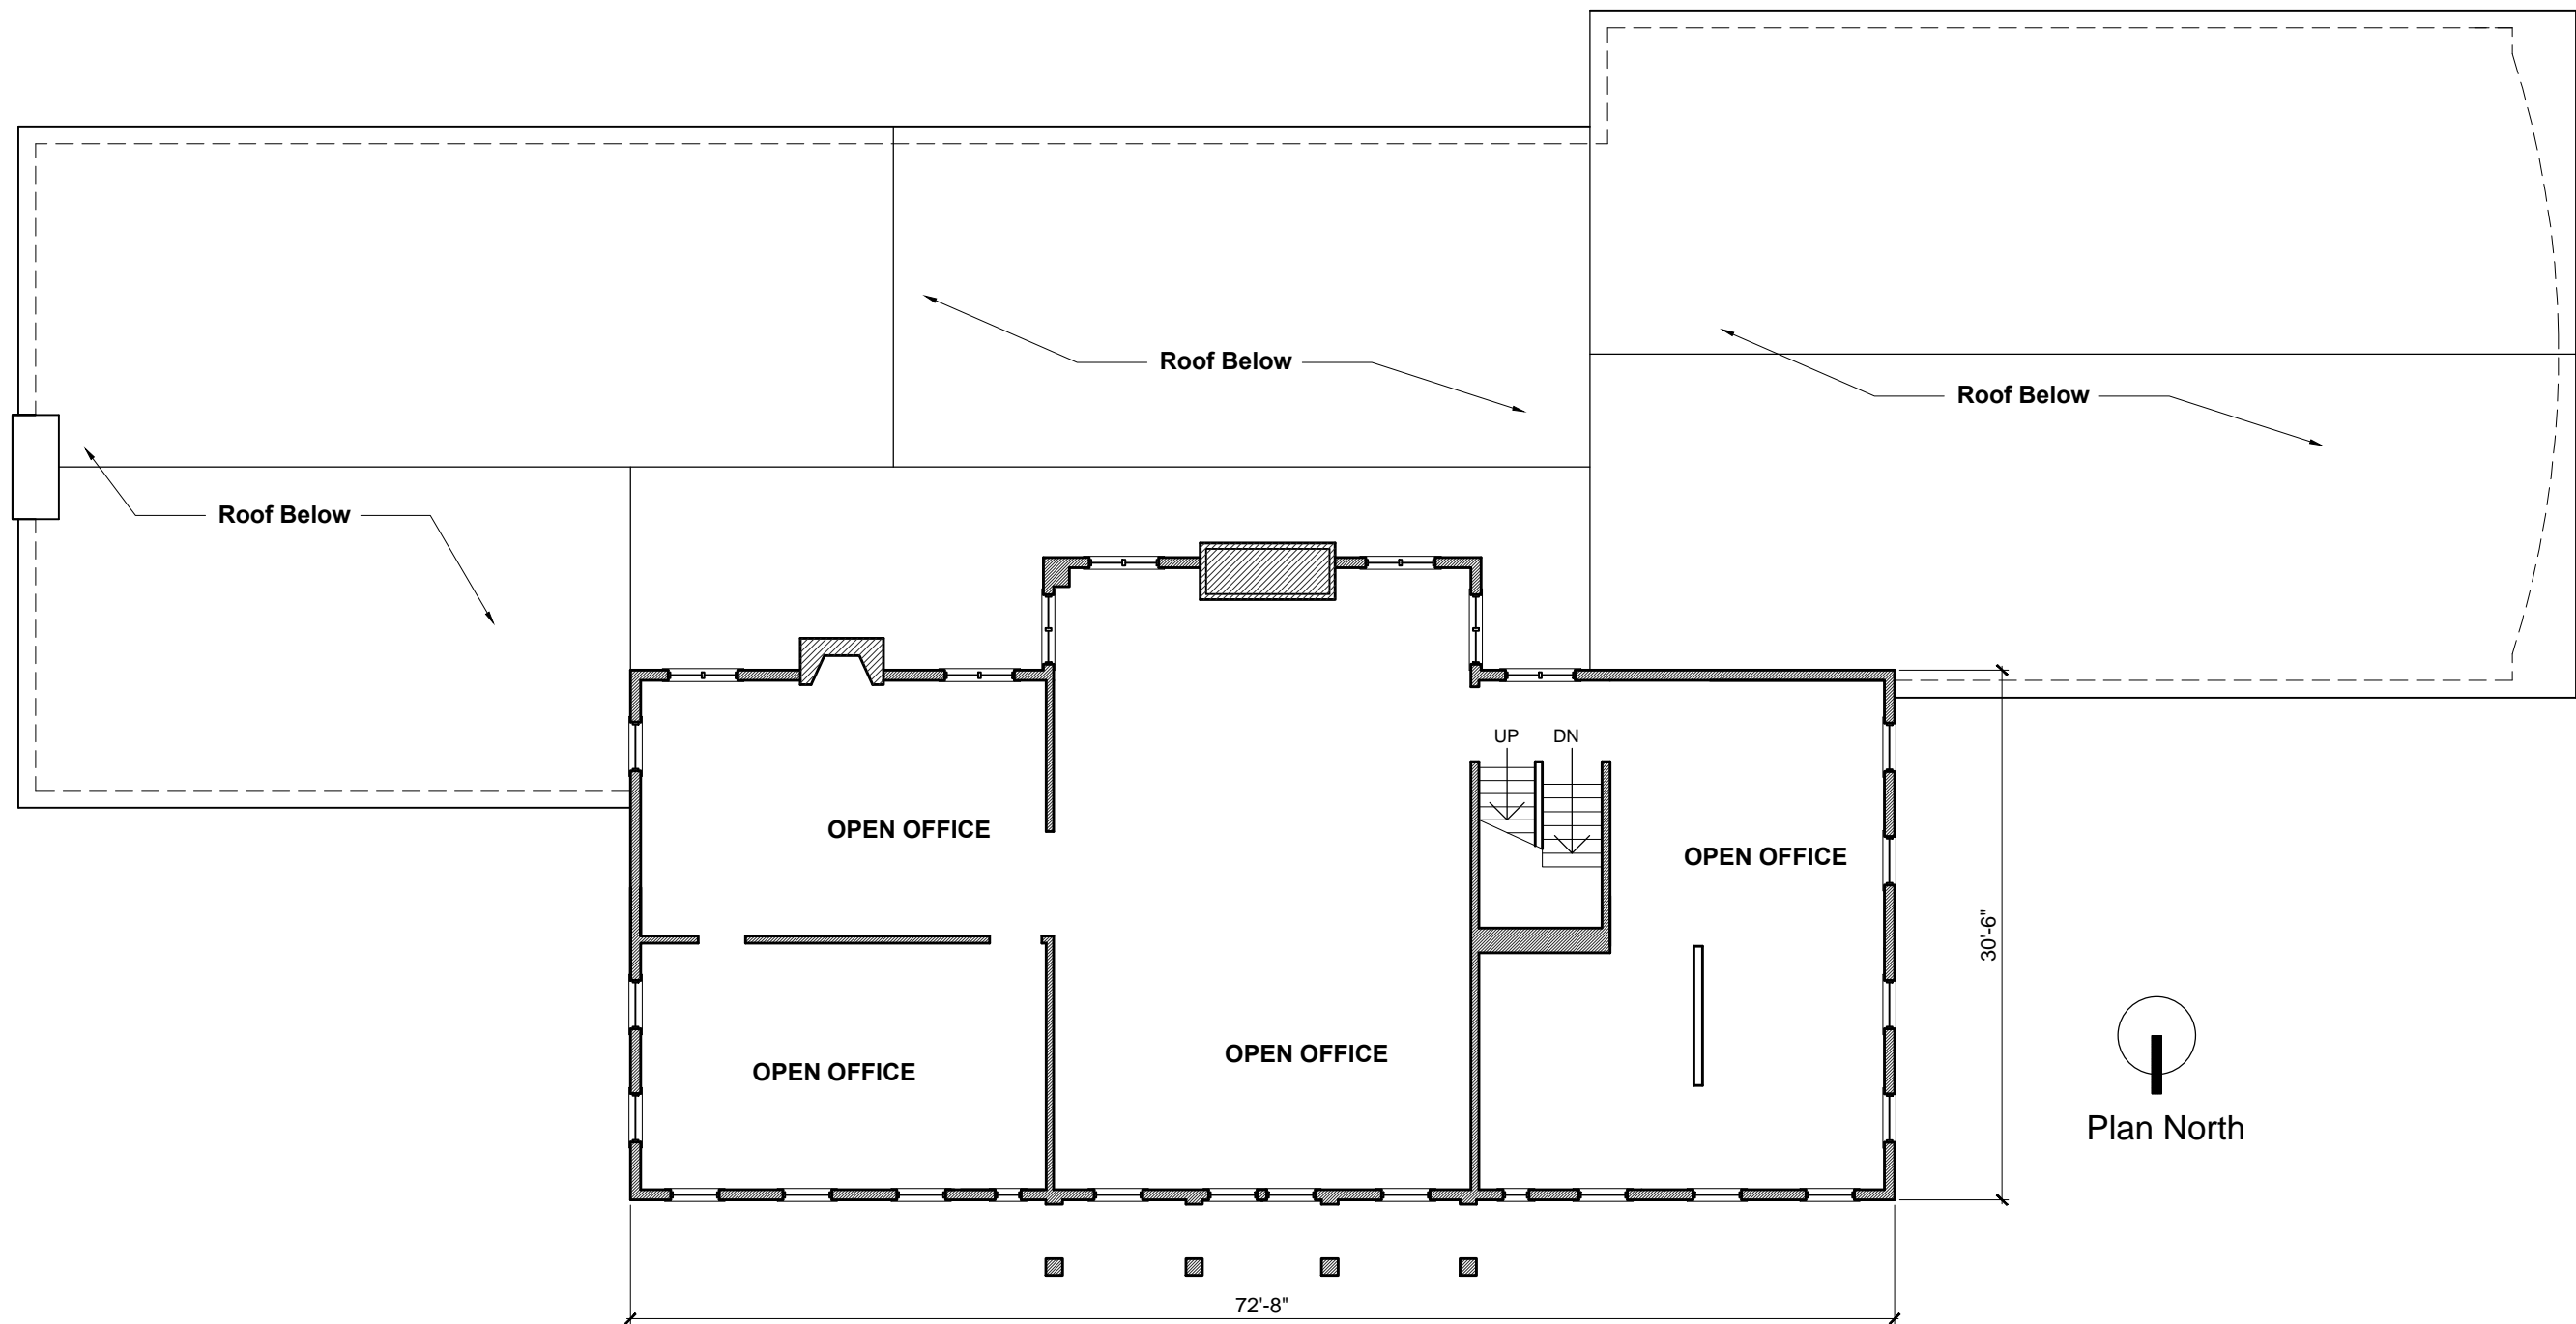 Roof Below
Roof Below
Roof Below
UP
DN
OPEN OFFICE
OPEN OFFICE
30'-6"
OPEN OFFICE
OPEN OFFICE
Plan North
72'-8"